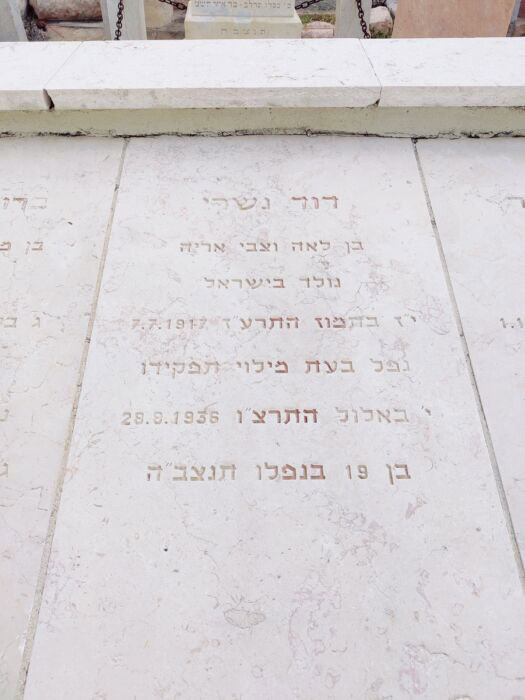 תנצבה
דוד נשרי
בן לאה וצבי אריה
נולד בישראל
י"ז בתמוז התרע"ז 7.7.1917
נפל בעת מילוי תפקידו
י' באלול התרצ"ו 28.8.1936
בן 19 בנפלו תנצב"ה